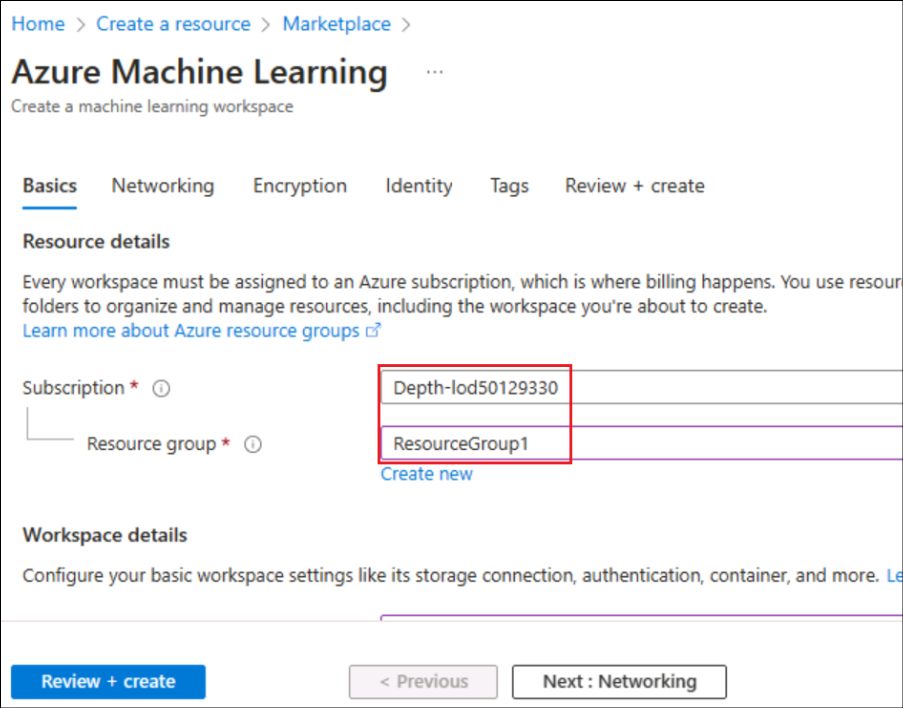 Home > Create a resource > Marketplace >
Azure Machine Learning ...
Create a machine learning workspace
Basics Networking Encryption Identity Tags Review + create
Resource details
Every workspace must be assigned to an Azure subscription, which is where billing happens. You use
folders to organize and manage resources, including the workspace you're about to create.
Learn more about Azure resource groups
Subscription *
Depth-lod50129330
Resource group *
ResourceGroup1
Create new
Workspace details
Configure your basic workspace settings like its storage connection, authentication, container, and more.
Review + create
< Previous
Next : Networking